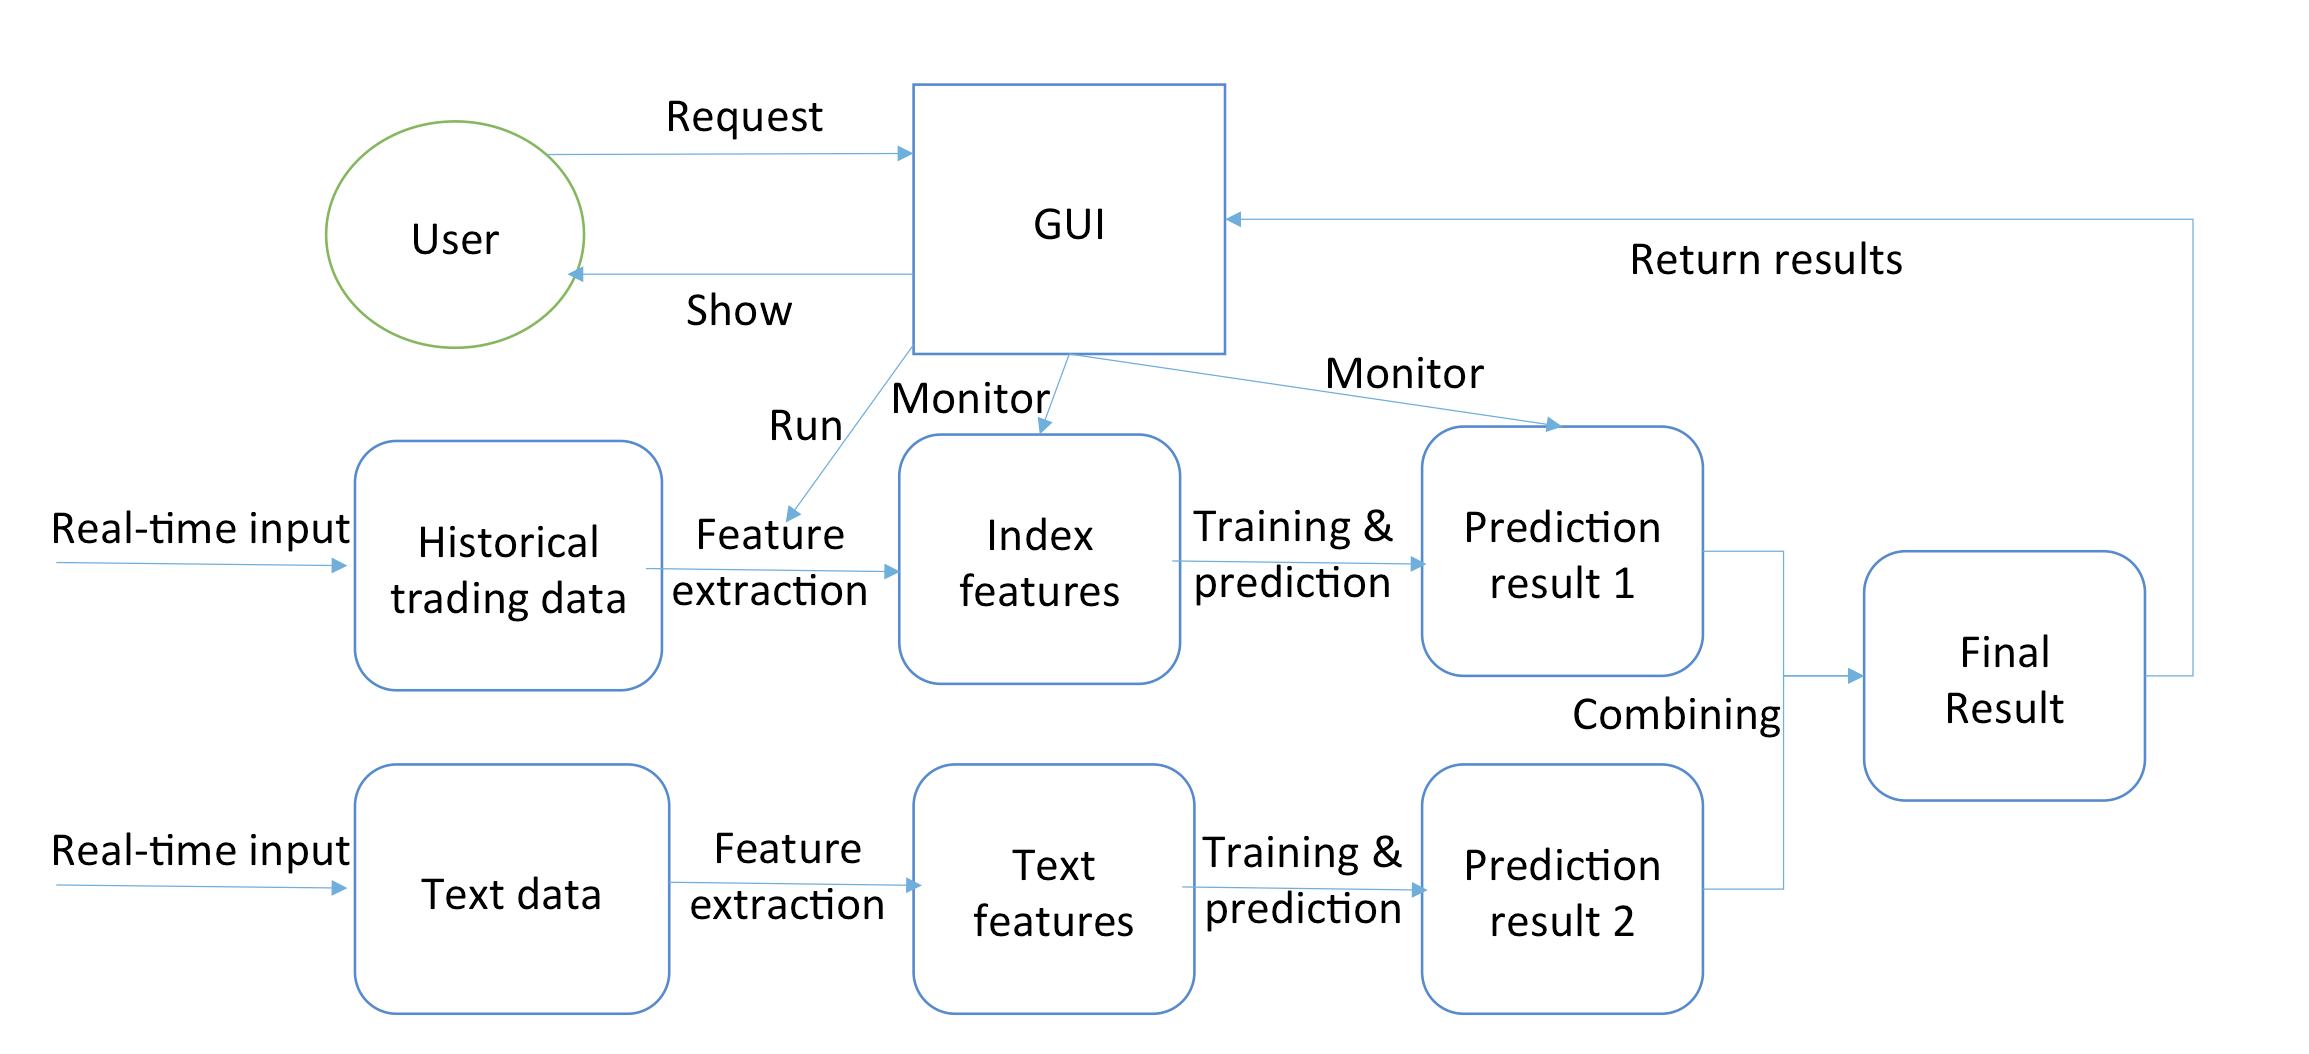 Request
User
GUI
Show
Return results
Run
Monitor
Monitor
Real-time input
Historical
trading data
Feature
extraction
Index
features
Training &
prediction
Prediction
result 1
Final
Result
Combining
Real-time input
Text data
Feature
extraction
Text
features
Training &
prediction
Prediction
result 2